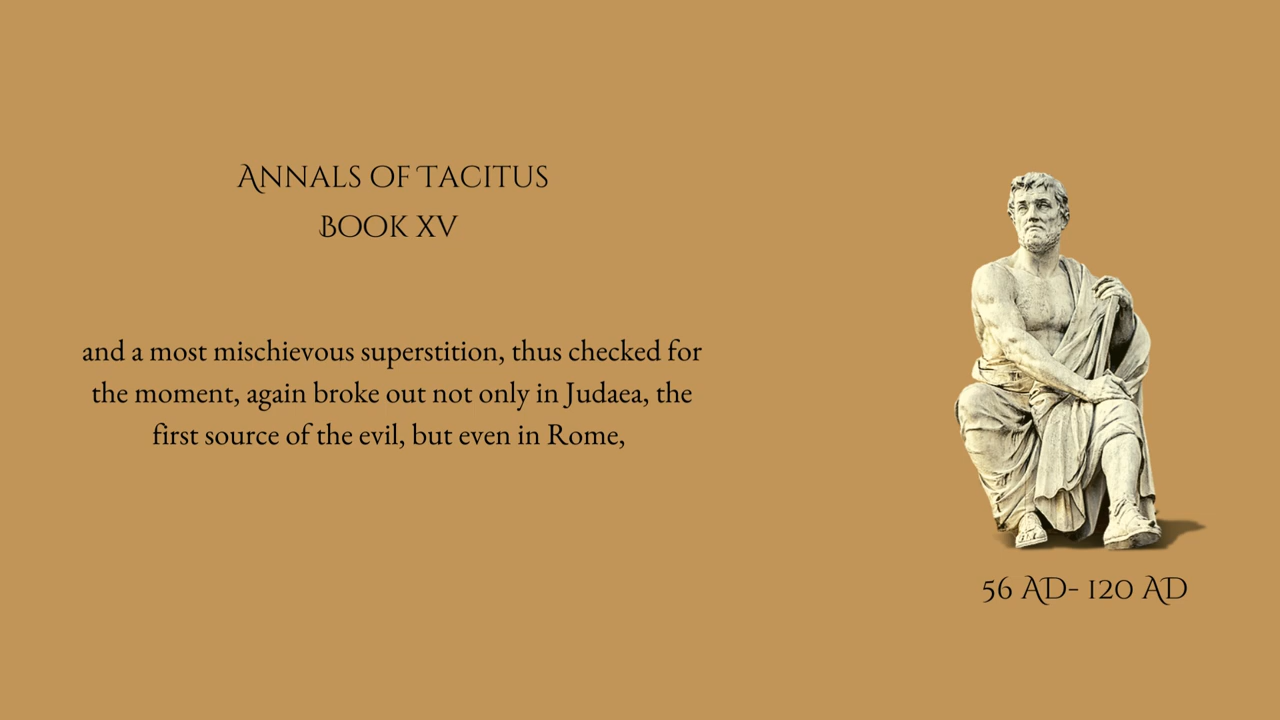 Annals of Tacitus
Book XV
and a most mischievous superstition, thus checked for
the moment, again broke out not only in Judaea, the
first source of the evil, but even in Rome,
56 AD- 120 AD